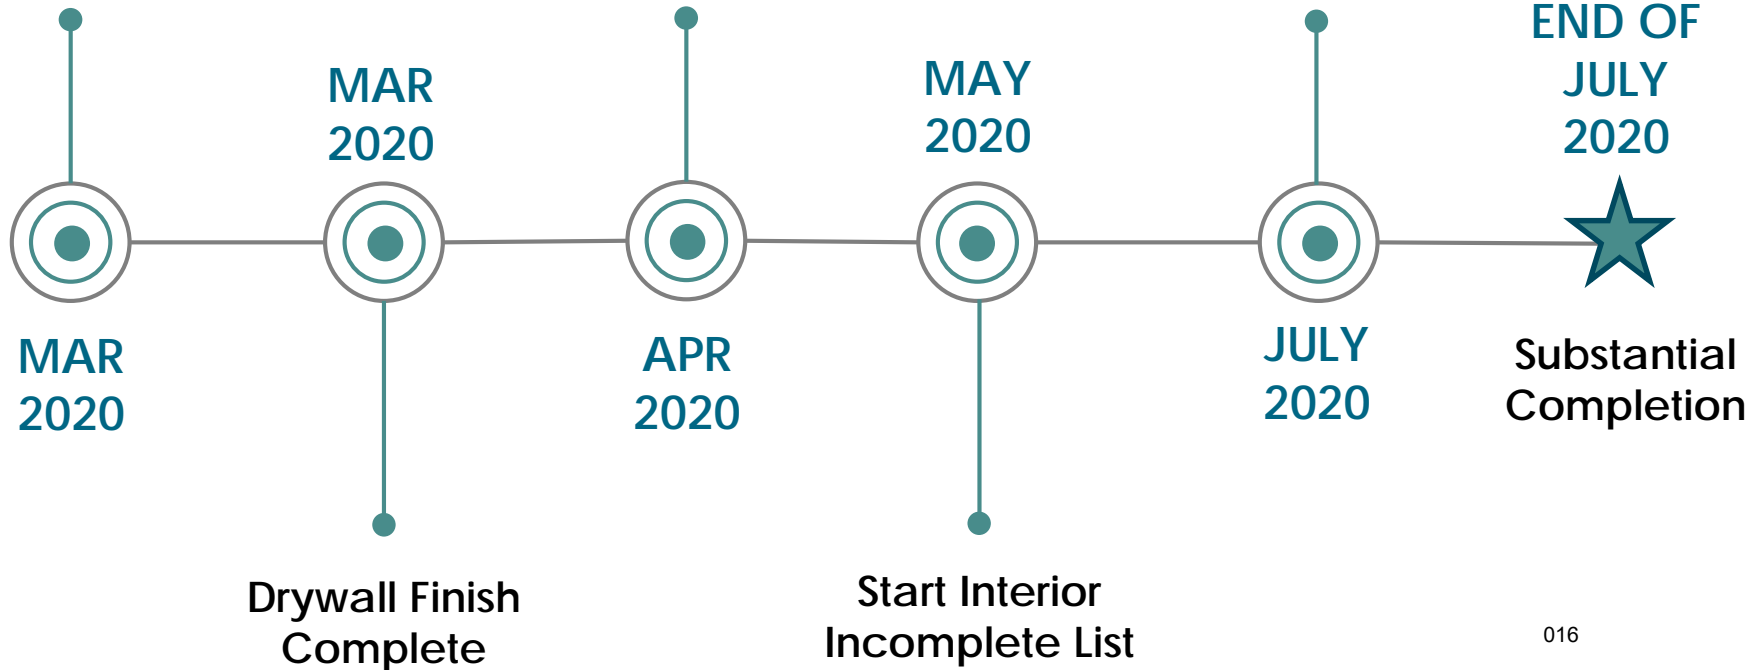 MAR
2020
MAR
2020
Drywall Finish
Complete
APR
2020
MAY
2020
Start Interior
Incomplete List
JULY
2020
END OF
JULY
2020
Substantial
Completion
016